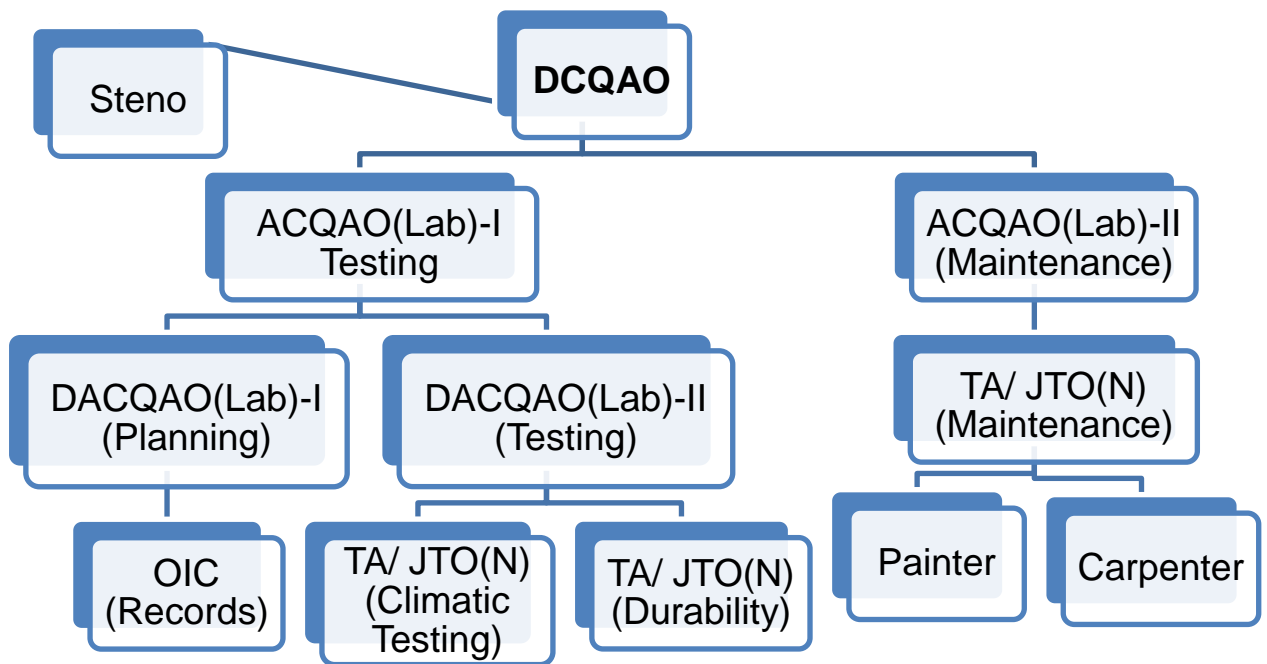 Steno
DCQAO
ACQAO(Lab)-I
Testing
ACQAO(Lab)-II
(Maintenance)
DACQAO(Lab)-I
(Planning)
DACQAO(Lab)-II
(Testing)
TA/ JTO(N)
(Maintenance)
OIC
(Records)
TA/ JTO(N)
(Climatic
Testing)
TA/ JTO(N)
(Durability)
Painter
Carpenter